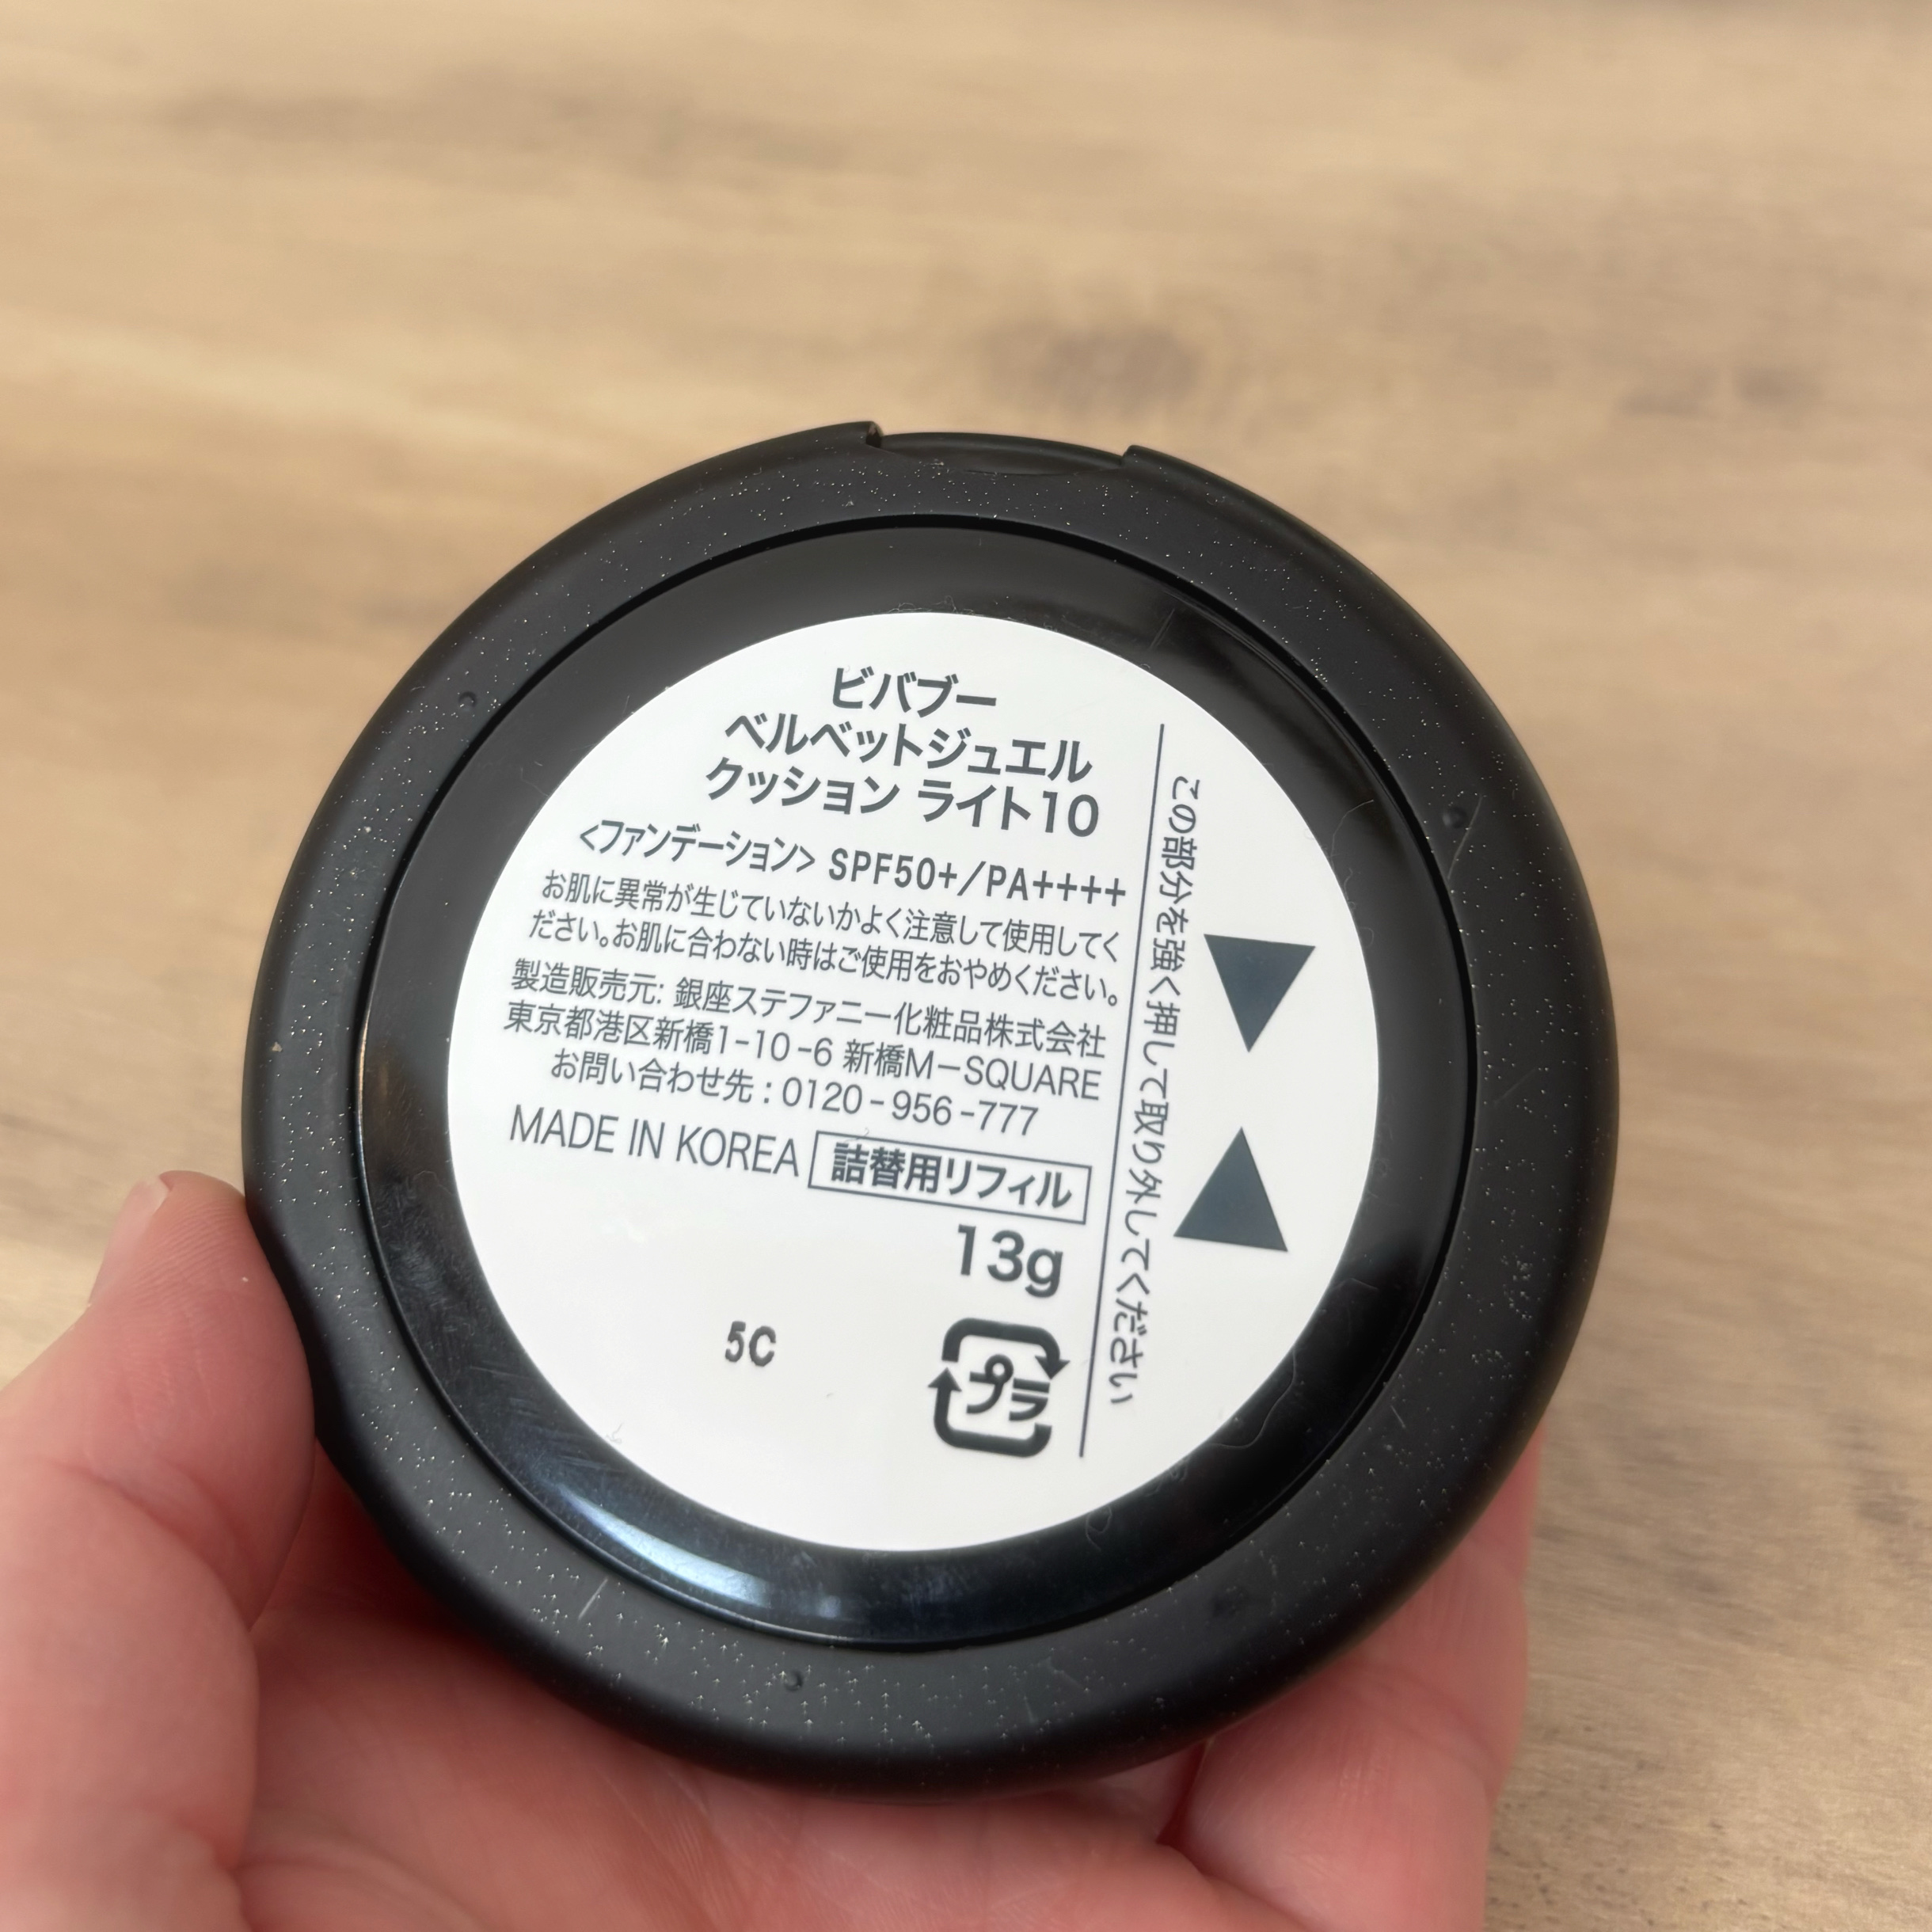 ビバブー
ベルベットジュエル
クッション ライト10
<ファンデーション> SPF50+/PA++++
お肌に異常が生じていないかよく注意して使用してく
ださい。お肌に合わない時はご使用をおやめください。
製造販売元: 銀座ステファニー化粧品株式会社
東京都港区新橋1-10-6 新橋M-SQUARE
お問い合わせ先：0120-956-777
MADE IN KOREA 詰替用リフィル
13g
5C
プラ
この部分を強く押して取り外してください